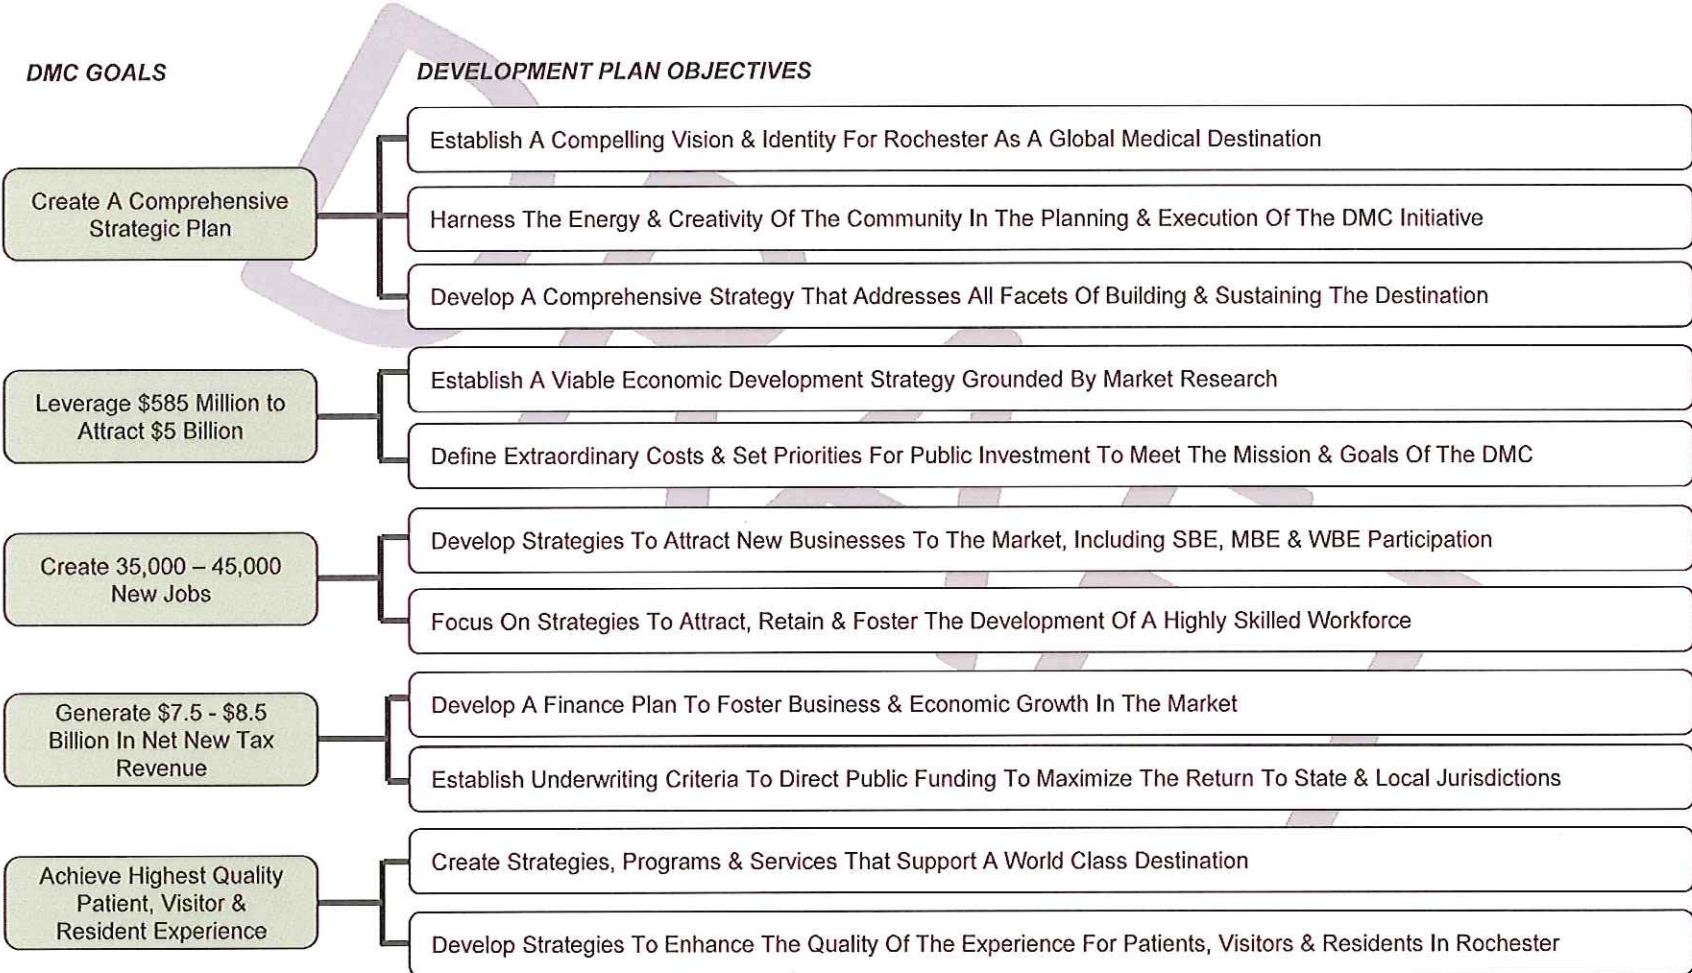 DMC GOALS
DEVELOPMENT PLAN OBJECTIVES
Create A Comprehensive
Strategic Plan
Establish A Compelling Vision & Identity For Rochester As A Global Medical Destination
Harness The Energy & Creativity Of The Community In The Planning & Execution Of The DMC Initiative
Develop A Comprehensive Strategy That Addresses All Facets Of Building & Sustaining The Destination
Leverage $585 Million to
Attract $5 Billion
Establish A Viable Economic Development Strategy Grounded By Market Research
Define Extraordinary Costs & Set Priorities For Public Investment To Meet The Mission & Goals Of The DMC
Create 35,000 – 45,000
New Jobs
Develop Strategies To Attract New Businesses To The Market, Including SBE, MBE & WBE Participation
Focus On Strategies To Attract, Retain & Foster The Development Of A Highly Skilled Workforce
Generate $7.5 - $8.5
Billion In Net New Tax
Revenue
Develop A Finance Plan To Foster Business & Economic Growth In The Market
Establish Underwriting Criteria To Direct Public Funding To Maximize The Return To State & Local Jurisdictions
Achieve Highest Quality
Patient, Visitor &
Resident Experience
Create Strategies, Programs & Services That Support A World Class Destination
Develop Strategies To Enhance The Quality Of The Experience For Patients, Visitors & Residents In Rochester